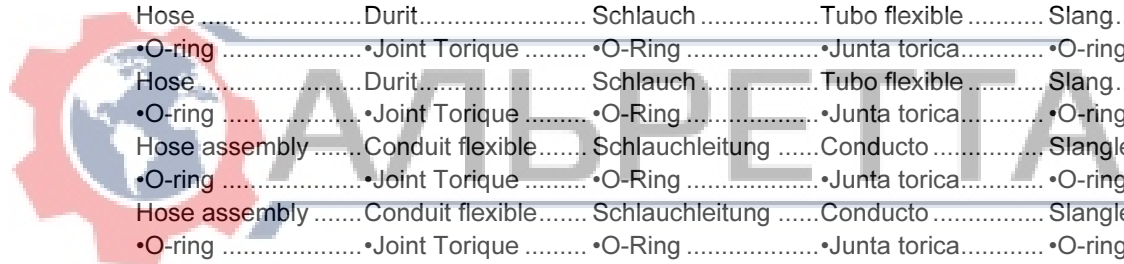 Hose .......................Durit........................ Schlauch .................Tubo flexible ........... Slang..
•O-ring ....................•Joint Torique ......... •O-Ring ...................•Junta torica............ •O-ring
Hose .......................Durit........................ Schlauch .................Tubo flexible ........... Slang..
•O-ring ....................•Joint Torique ......... •O-Ring ...................•Junta torica............ •O-ring
Hose assembly .......Conduit flexible....... Schlauchleitung ......Conducto ................ Slangle
•O-ring ....................•Joint Torique ......... •O-Ring ...................•Junta torica............ •O-ring
Hose assembly .......Conduit flexible....... Schlauchleitung ......Conducto ................ Slangle
•O-ring ....................•Joint Torique ......... •O-Ring ...................•Junta torica............ •O-ring
АЛЬРЕТТА